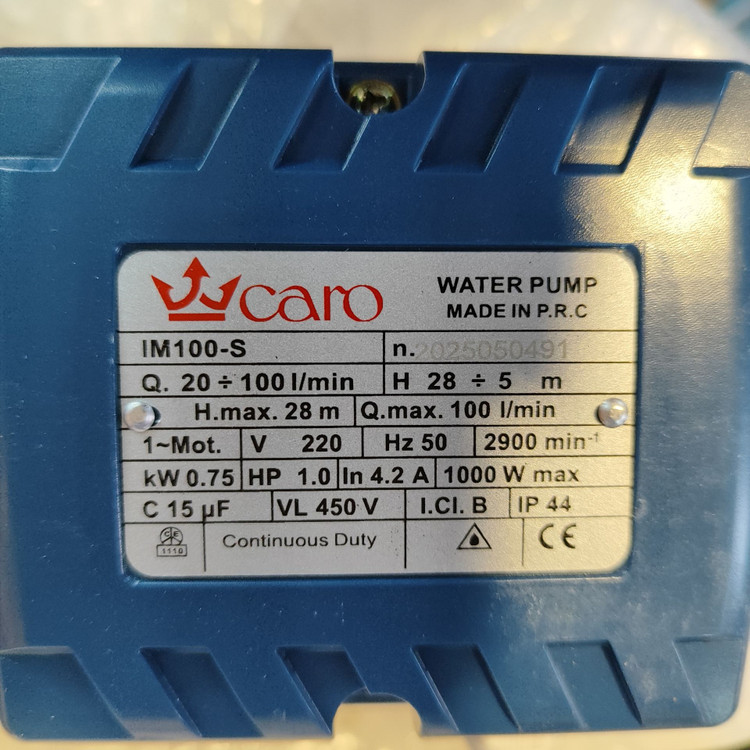 caro
WATER PUMP
MADE IN P.R.C
IM100-S n.2025050491
Q. 20 ÷ 100 l/min H 28 ÷ 5 m
H.max. 28 m Q.max. 100 l/min
1~Mot. V 220 Hz 50 2900 min⁻¹
kW 0.75 HP 1.0 In 4.2 A 1000 W max
C 15 µF VL 450 V I.Cl. B IP 44
Continuous Duty CE